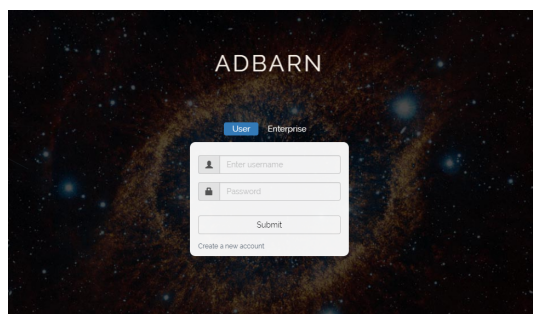 ADBARN
User Enterprise
Enter username
Password
Submit
Create a new account